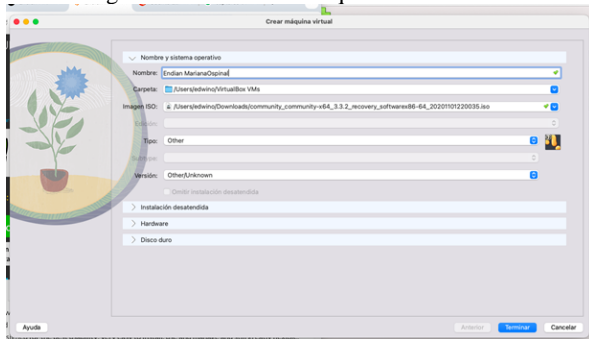 Crear máquina virtual
Nombre y sistema operativo
Nombre: Endian MarianaOspina
Carpeta: /Users/edwino/VirtualBox VMs
Imagen ISO: /Users/edwino/Downloads/community_community-x64_3.3.2_recovery_softwarex86-64_20201101220035.iso
Edición:
Tipo: Other
Subtype:
Versión: Other/Unknown
Omitir instalación desatendida
Instalación desatendida
Hardware
Disco duro
Ayuda Anterior Terminar Cancelar